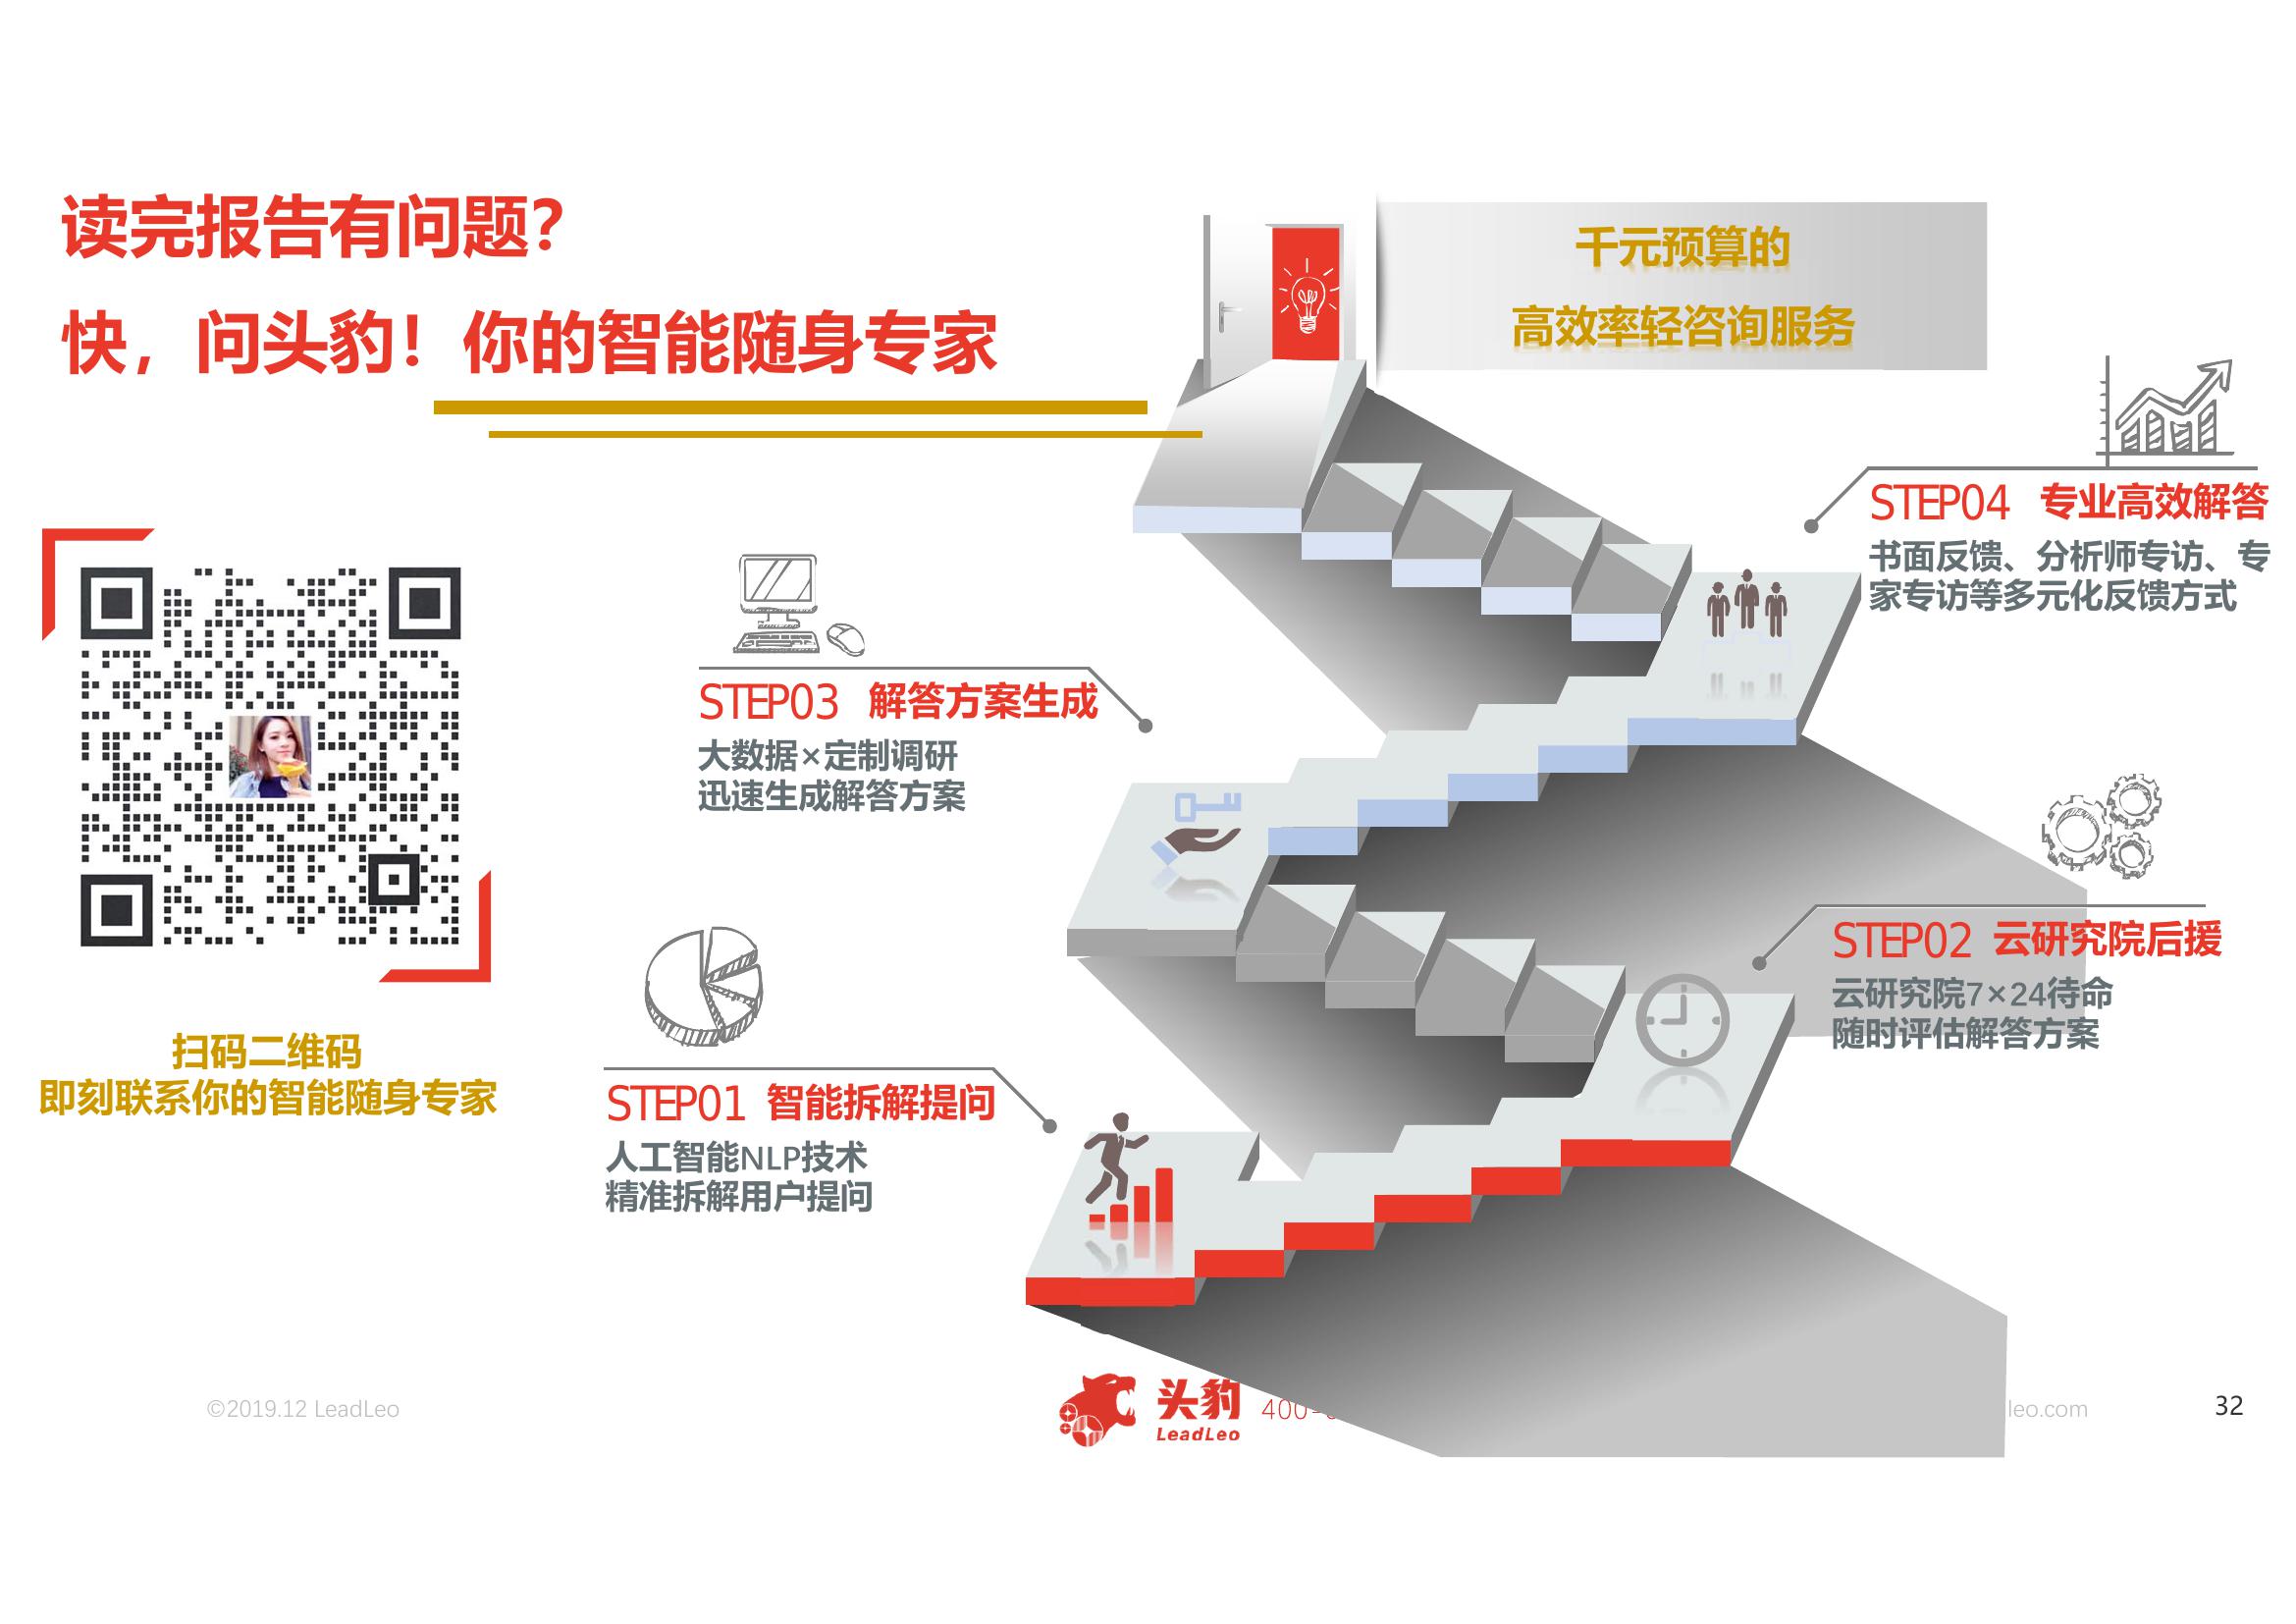 读完报告有问题？
快，问头豹！你的智能随身专家
千元预算的
高效率轻咨询服务
STEP04 专业高效解答
书面反馈、分析师专访、专
家专访等多元化反馈方式
STEP03 解答方案生成
大数据×定制调研
迅速生成解答方案
STEP02 云研究院后援
云研究院7×24待命
随时评估解答方案
STEP01 智能拆解提问
人工智能NLP技术
精准拆解用户提问
扫码二维码
即刻联系你的智能随身专家
©2019.12 LeadLeo
头豹
LeadLeo
400-
leo.com
32